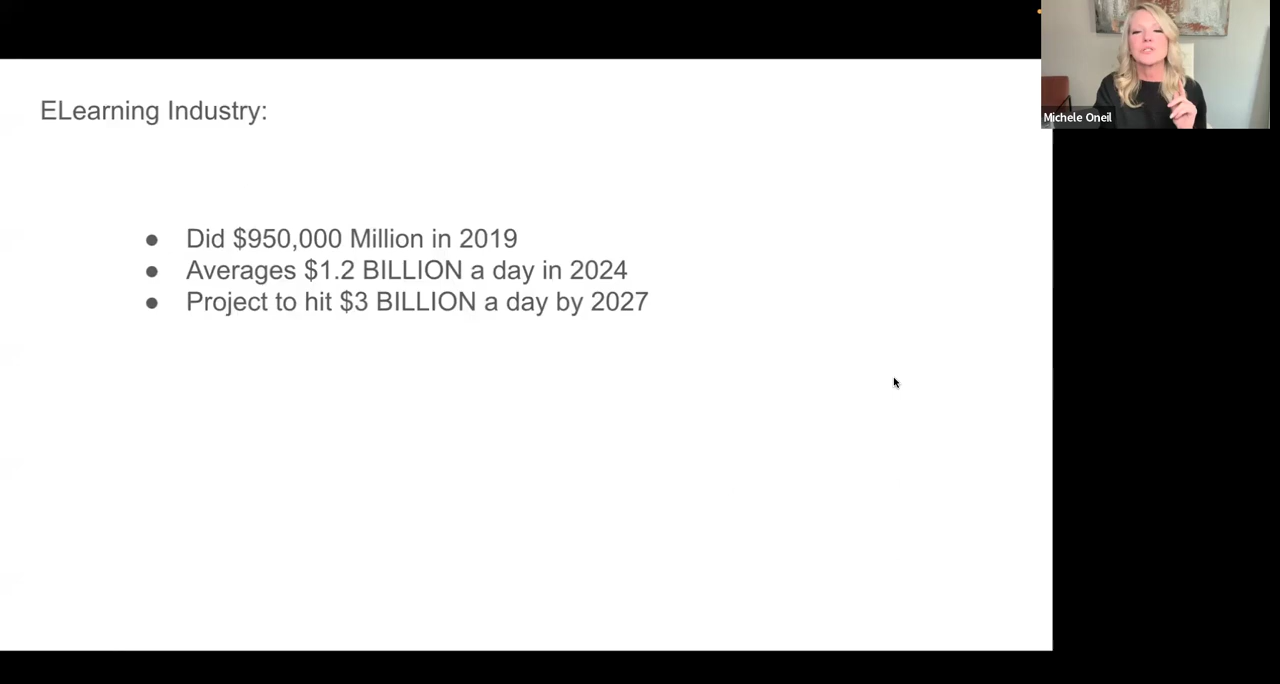 ELearning Industry:
● Did $950,000 Million in 2019
● Averages $1.2 BILLION a day in 2024
● Project to hit $3 BILLION a day by 2027
Michele Oneil